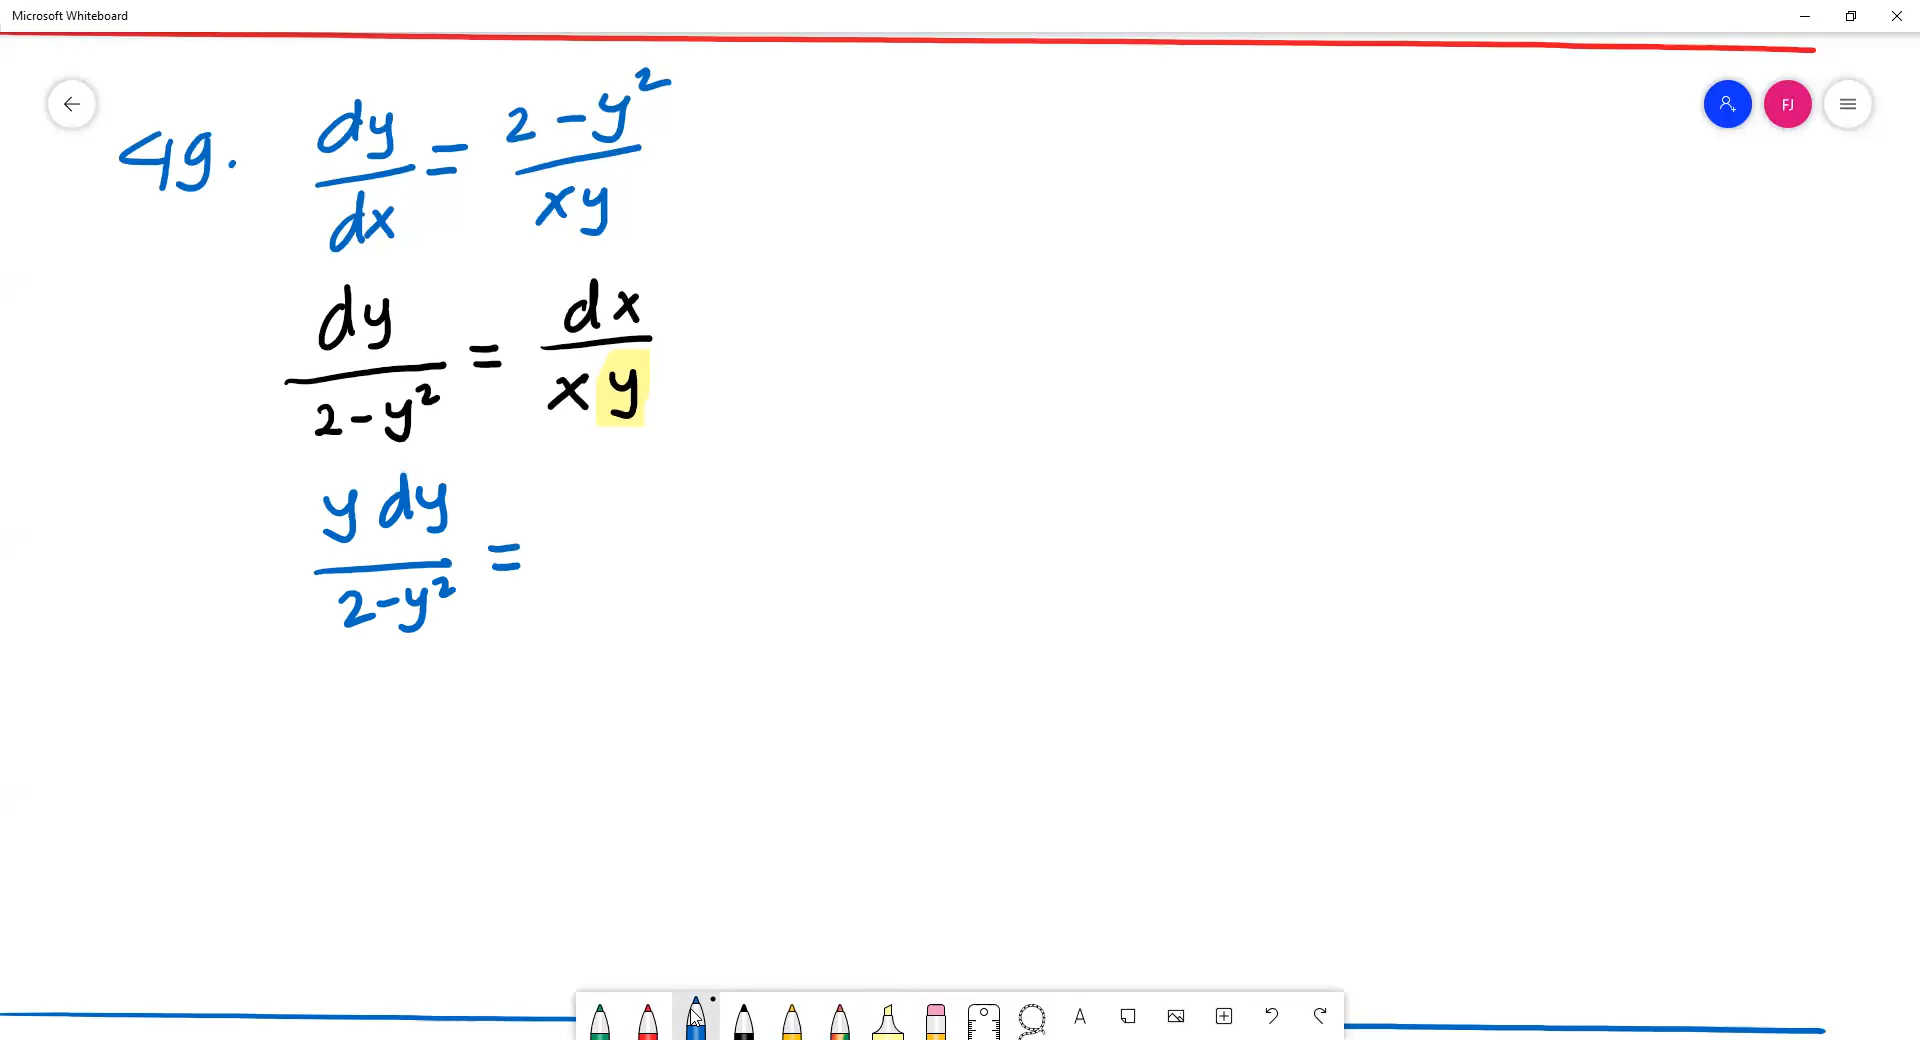 Microsoft Whiteboard
FJ
49. dy/dx = 2-y²/xy
dy/2-y² = dx/xy
y dy/2-y² =
A